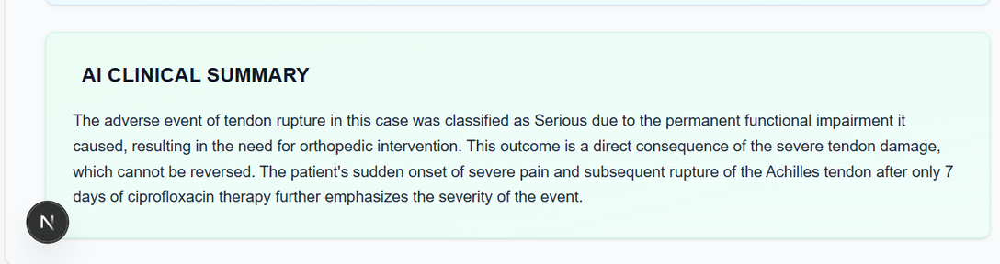 AI CLINICAL SUMMARY
The adverse event of tendon rupture in this case was classified as Serious due to the permanent functional impairment it
caused, resulting in the need for orthopedic intervention. This outcome is a direct consequence of the severe tendon damage,
which cannot be reversed. The patient's sudden onset of severe pain and subsequent rupture of the Achilles tendon after only 7
days of ciprofloxacin therapy further emphasizes the severity of the event.
N